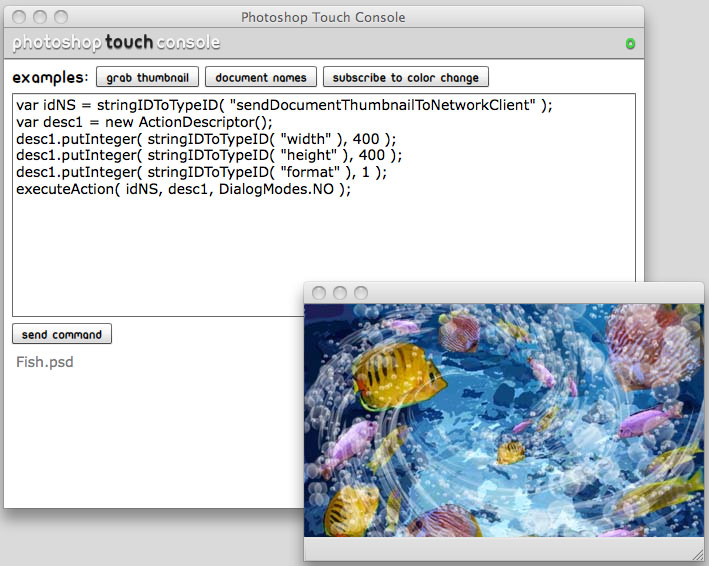 Photoshop Touch Console
photoshop touch console
examples: grab thumbnail document names subscribe to color change
var idNS = stringIDToTypeID( "sendDocumentThumbnailToNetworkClient" );
var desc1 = new ActionDescriptor();
desc1.putInteger( stringIDToTypeID( "width" ), 400 );
desc1.putInteger( stringIDToTypeID( "height" ), 400 );
desc1.putInteger( stringIDToTypeID( "format" ), 1 );
executeAction( idNS, desc1, DialogModes.NO );
send command
Fish.psd